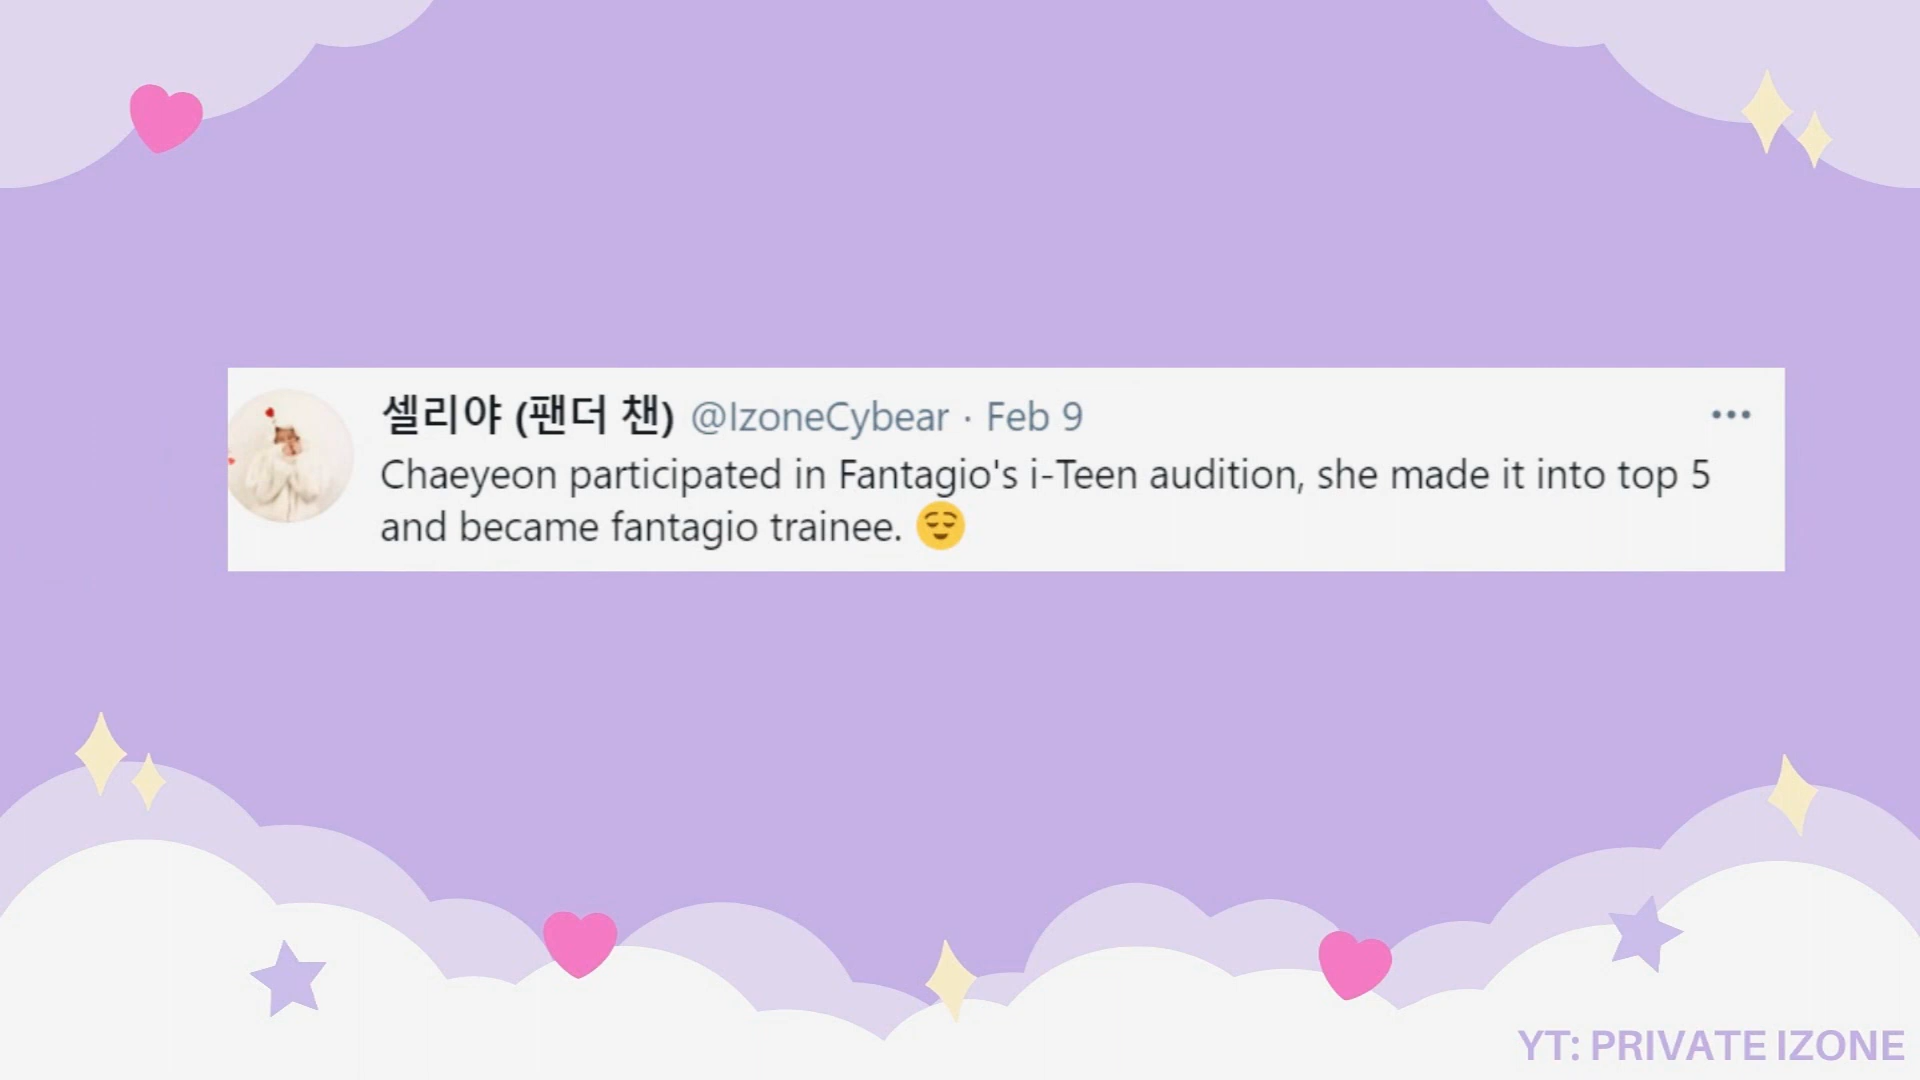 셀리야 (팬더 챈) @IzoneCybear · Feb 9
Chaeyeon participated in Fantagio's i-Teen audition, she made it into top 5
and became fantagio trainee. 😌
YT: PRIVATE IZONE